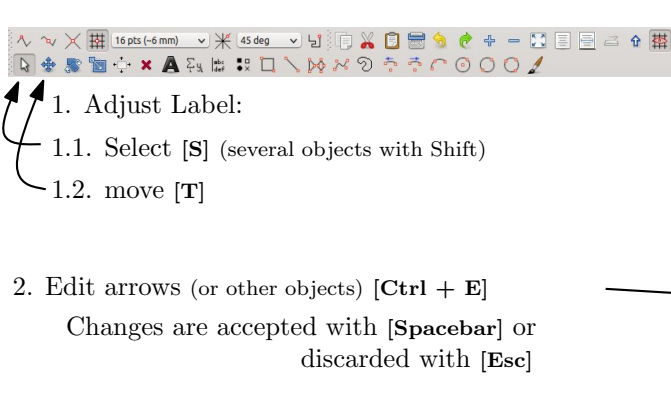 16 pts (~6 mm) 45 deg
1. Adjust Label:
1.1. Select [S] (several objects with Shift)
1.2. move [T]
2. Edit arrows (or other objects) [Ctrl + E]
Changes are accepted with [Spacebar] or
discarded with [Esc]